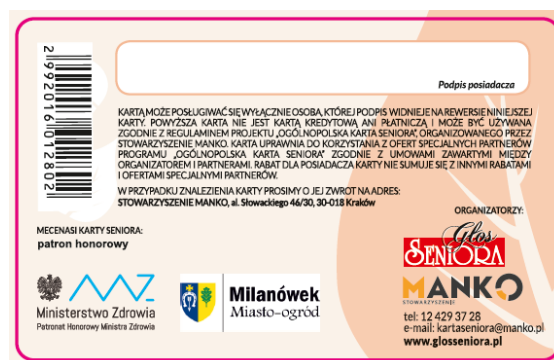 2992016012802
Podpis posiadacza
KARTĄ MOŻE POSŁUGIWAĆ SIĘ WYŁĄCZNIE OSOBA, KTÓREJ PODPIS WIDNIEJE NA REWERSIE NINIEJSZEJ
KARTY. POWYŻSZA KARTA NIE JEST KARTĄ KREDYTOWĄ ANI PŁATNICZĄ I MOŻE BYĆ UŻYWANA
ZGODNIE Z REGULAMINEM PROJEKTU „OGÓLNOPOLSKA KARTA SENIORA”, ORGANIZOWANEGO PRZEZ
STOWARZYSZENIE MANKO. KARTA UPRAWNIA DO KORZYSTANIA Z OFERT SPECJALNYCH PARTNERÓW
PROGRAMU „OGÓLNOPOLSKA KARTA SENIORA” ZGODNIE Z UMOWAMI ZAWARTYMI MIĘDZY
ORGANIZATOREM I PARTNERAMI. RABAT DLA POSIADACZA KARTY NIE SUMUJE SIĘ Z INNYMI RABATAMI
I OFERTAMI SPECJALNYMI PARTNERÓW.
W PRZYPADKU ZNALEZIENIA KARTY PROSIMY O JEJ ZWROT NA ADRES:
STOWARZYSZENIE MANKO, al. Słowackiego 46/30, 30-018 Kraków
ORGANIZATORZY:
MECENASI KARTY SENIORA:
patron honorowy
Głos
SENIORA
MANKO
STOWARZYSZENIE
Ministerstwo Zdrowia
Patronat Honorowy Ministra Zdrowia
Milanówek
Miasto-ogród
tel: 12 429 37 28
e-mail: kartaseniora@manko.pl
www.glosseniora.pl